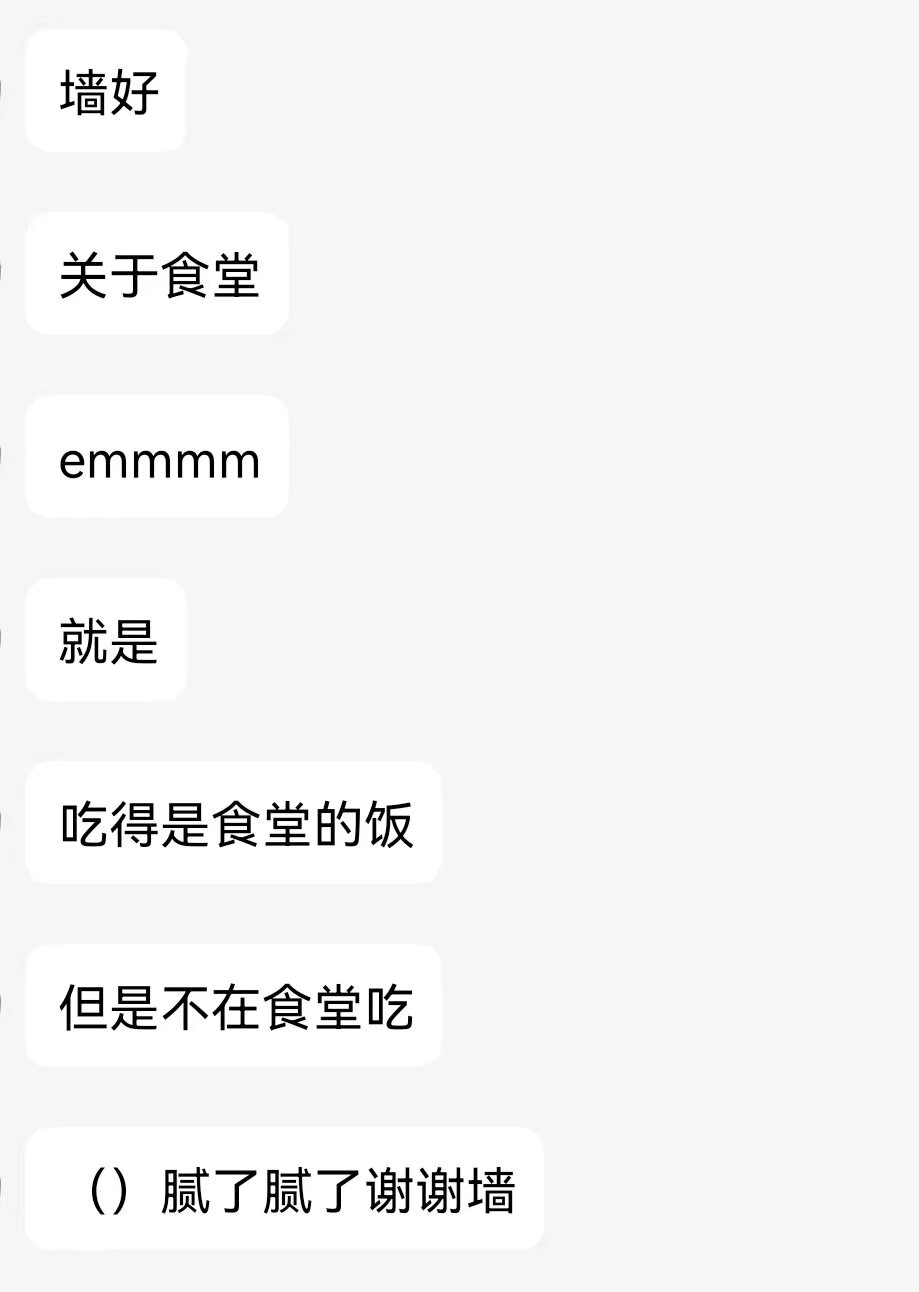 墙好
关于食堂
emmmm
就是
吃得是食堂的饭
但是不在食堂吃
（）腻了腻了谢谢墙